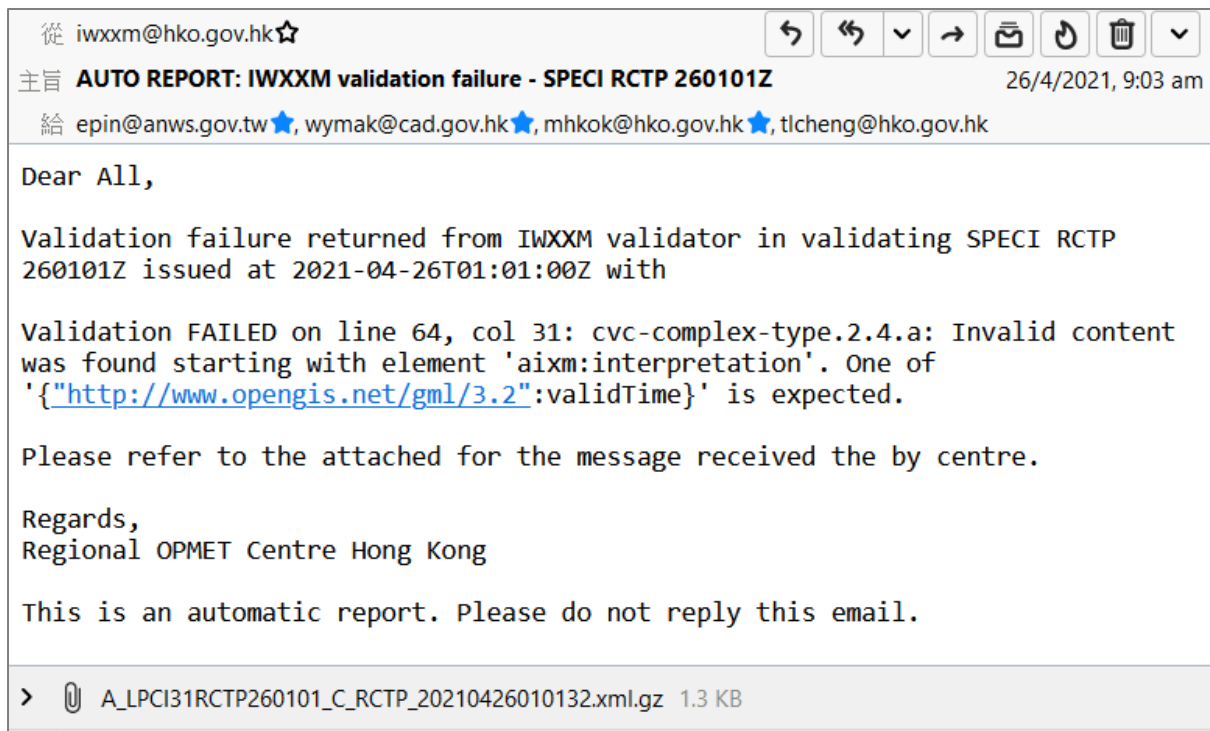 從 iwxxm@hko.gov.hk
主旨 AUTO REPORT: IWXXM validation failure - SPECI RCTP 260101Z 26/4/2021, 9:03 am
給 epin@anws.gov.tw, wymak@cad.gov.hk, mhkok@hko.gov.hk, tlcheng@hko.gov.hk
Dear All,
Validation failure returned from IWXXM validator in validating SPECI RCTP
260101Z issued at 2021-04-26T01:01:00Z with
Validation FAILED on line 64, col 31: cvc-complex-type.2.4.a: Invalid content
was found starting with element 'aixm:interpretation'. One of
'{"http://www.opengis.net/gml/3.2":validTime}' is expected.
Please refer to the attached for the message received the by centre.
Regards,
Regional OPMET Centre Hong Kong
This is an automatic report. Please do not reply this email.
A_LPCI31RCTP260101_C_RCTP_20210426010132.xml.gz 1.3 KB